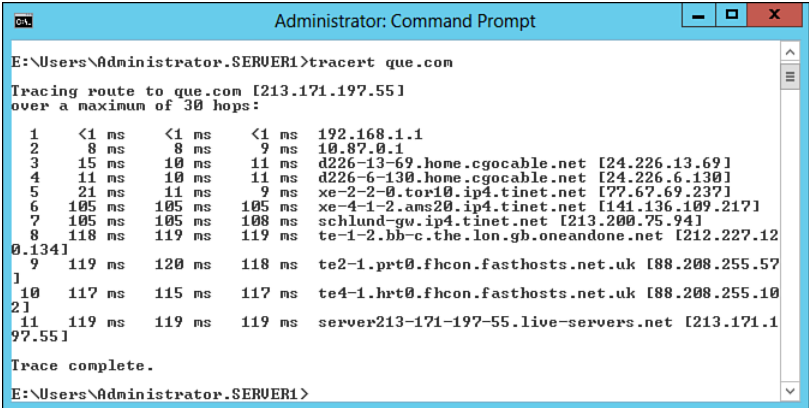 Administrator: Command Prompt
E:\Users\Administrator.SERVER1>tracert que.com
Tracing route to que.com [213.171.197.55]
over a maximum of 30 hops:
1 <1 ms <1 ms <1 ms 192.168.1.1
2 8 ms 8 ms 9 ms 10.87.0.1
3 15 ms 10 ms 11 ms d226-13-69.home.cgocable.net [24.226.13.69]
4 11 ms 10 ms 11 ms d226-6-130.home.cgocable.net [24.226.6.130]
5 21 ms 11 ms 9 ms xe-2-2-0.tor10.ip4.tinet.net [77.67.69.237]
6 105 ms 105 ms 105 ms xe-4-1-2.ams20.ip4.tinet.net [141.136.109.217]
7 105 ms 105 ms 108 ms schlund-gw.ip4.tinet.net [213.200.75.94]
8 118 ms 119 ms 119 ms te-1-2.bb-c.the.lon.gb.oneandone.net [212.227.12
0.134]
9 119 ms 120 ms 118 ms te2-1.prt0.fhcon.fasthosts.net.uk [88.208.255.57
]
10 117 ms 115 ms 117 ms te4-1.hrt0.fhcon.fasthosts.net.uk [88.208.255.10
2]
11 119 ms 119 ms 119 ms server213-171-197-55.live-servers.net [213.171.1
97.55]
Trace complete.
E:\Users\Administrator.SERVER1>